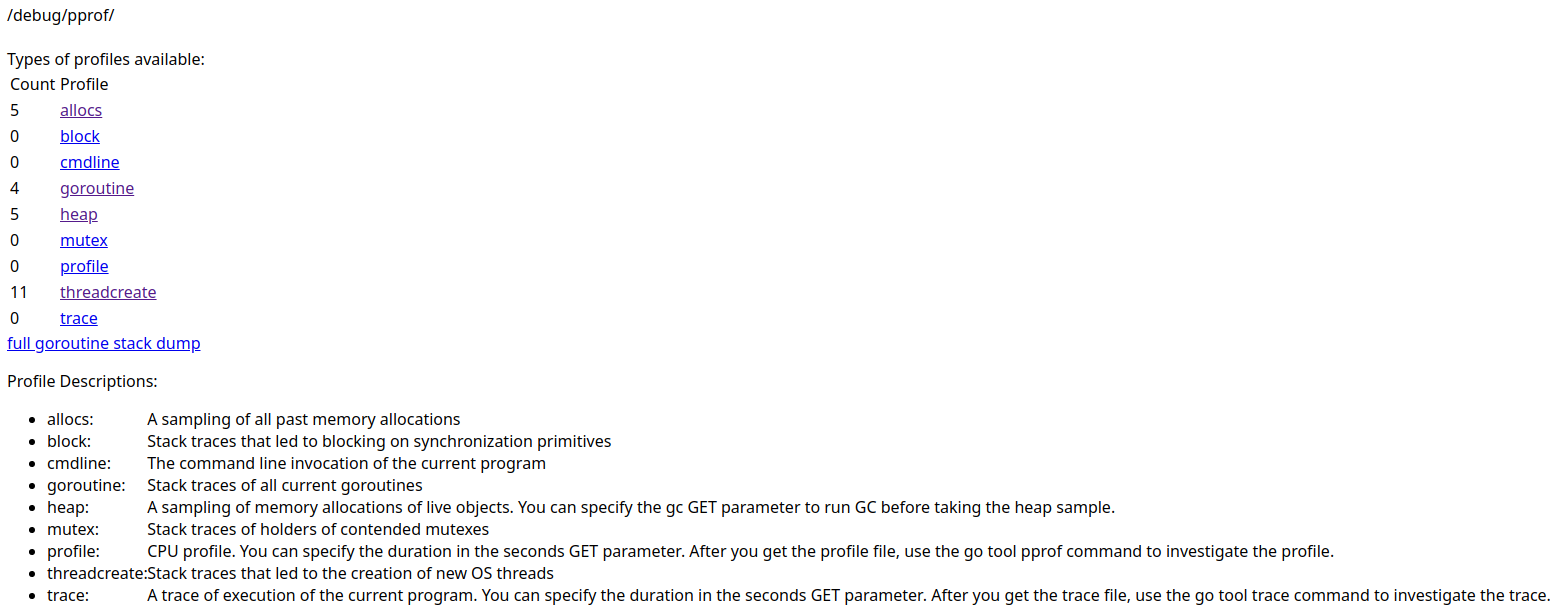 /debug/pprof/
Types of profiles available:
Count Profile
5 allocs
0 block
0 cmdline
4 goroutine
5 heap
0 mutex
0 profile
11 threadcreate
0 trace
full goroutine stack dump
Profile Descriptions:
• allocs: A sampling of all past memory allocations
• block: Stack traces that led to blocking on synchronization primitives
• cmdline: The command line invocation of the current program
• goroutine: Stack traces of all current goroutines
• heap: A sampling of memory allocations of live objects. You can specify the gc GET parameter to run GC before taking the heap sample.
• mutex: Stack traces of holders of contended mutexes
• profile: CPU profile. You can specify the duration in the seconds GET parameter. After you get the profile file, use the go tool pprof command to investigate the profile.
• threadcreate:Stack traces that led to the creation of new OS threads
• trace: A trace of execution of the current program. You can specify the duration in the seconds GET parameter. After you get the trace file, use the go tool trace command to investigate the trace.